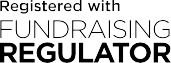 Registered with
FUNDRAISING
REGULATOR